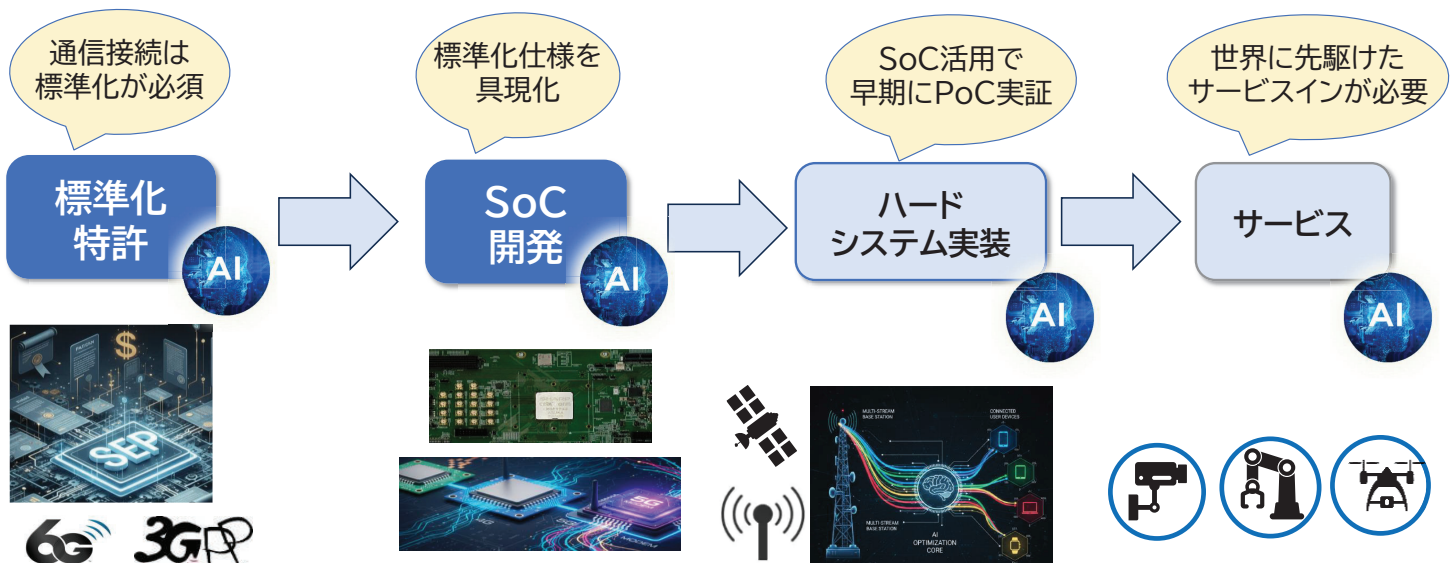 通信接続は
標準化が必須
標準化仕様を
具現化
SoC活用で
早期にPoC実証
世界に先駆けた
サービスインが必要
標準化
特許
AI
SoC
開発
AI
ハード
システム実装
AI
サービス
AI
$
SEP
5G
MODEM
6G
3GPP
MULTI-STREAM
BASE STATION
CONNECTED
USER DEVICES
MULTI-STREAM
BASE STATION
AI
OPTIMIZATION
CORE